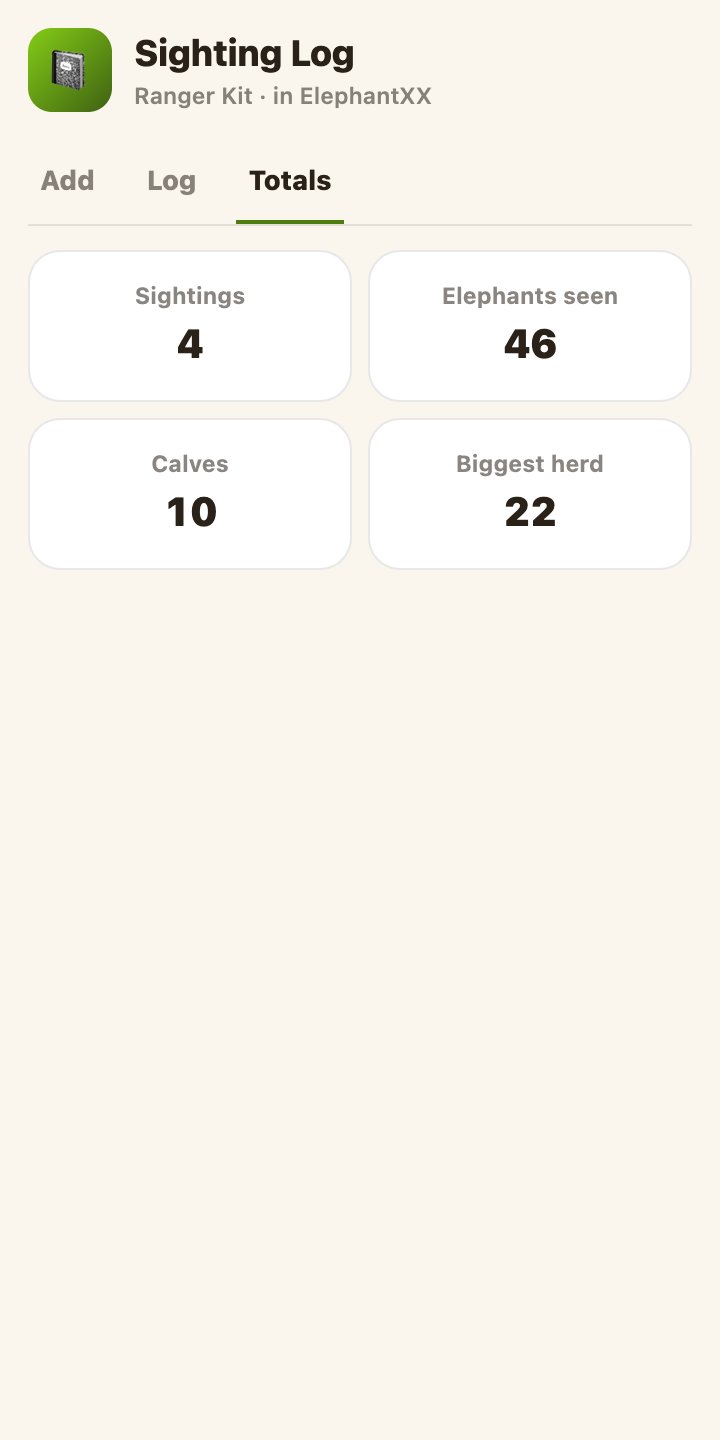 Sighting Log
Ranger Kit · in ElephantXX
Add Log Totals
Sightings
4
Elephants seen
46
Calves
10
Biggest herd
22